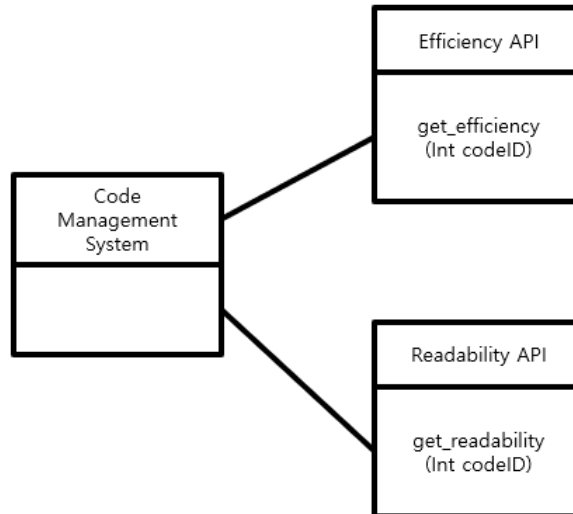 Efficiency API
get_efficiency
(Int codeID)
Code
Management
System
Readability API
get_readability
(Int codeID)